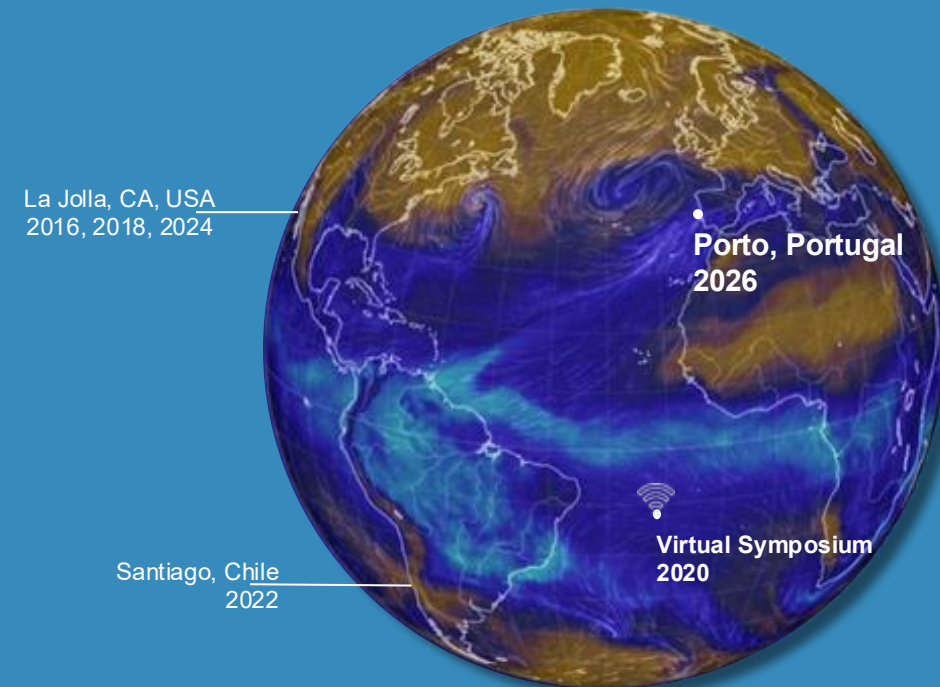 La Jolla, CA, USA
2016, 2018, 2024
Porto, Portugal
2026
Virtual Symposium
2020
Santiago, Chile
2022